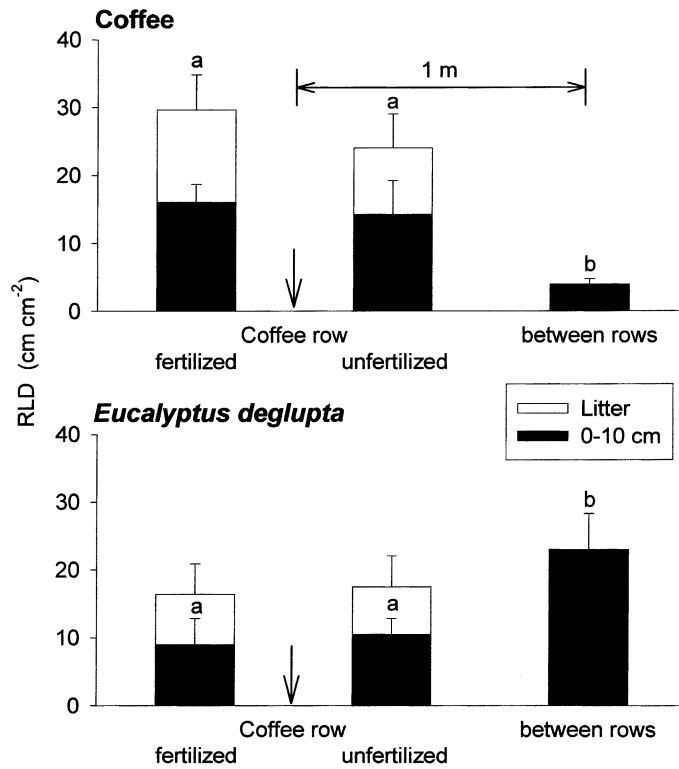 Coffee
40
30
20
10
0
a
a
b
1 m
Coffee row
between rows
fertilized
unfertilized
RLD (cm cm-2)
Eucalyptus deglupta
Litter
0-10 cm
40
30
20
10
0
a
a
b
Coffee row
between rows
fertilized
unfertilized